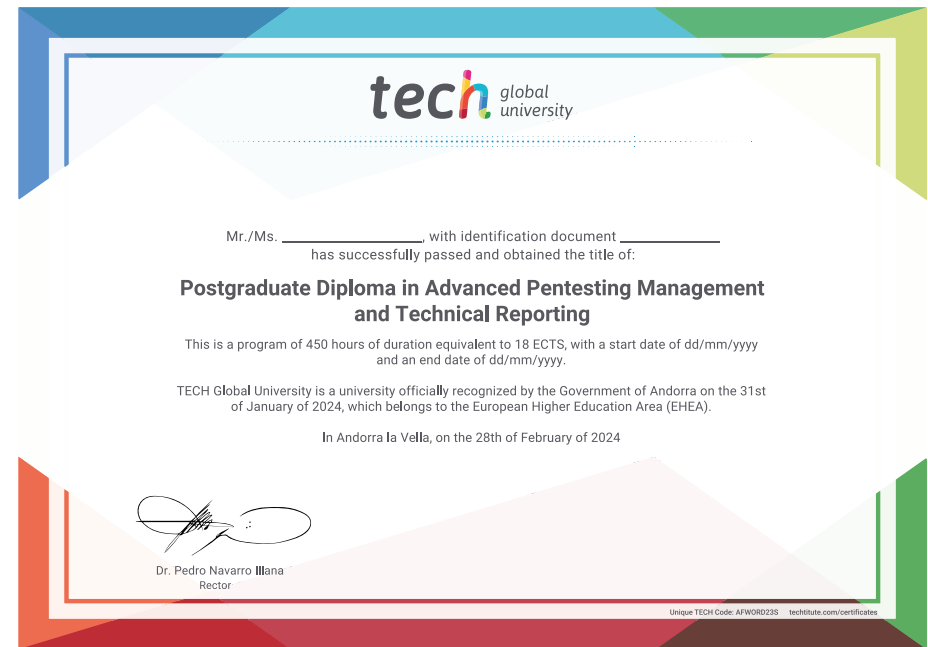 tech global
university
Mr./Ms. ____________, with identification document ____________
has successfully passed and obtained the title of:
Postgraduate Diploma in Advanced Pentesting Management
and Technical Reporting
This is a program of 450 hours of duration equivalent to 18 ECTS, with a start date of dd/mm/yyyy
and an end date of dd/mm/yyyy.
TECH Global University is a university officially recognized by the Government of Andorra on the 31st
of January of 2024, which belongs to the European Higher Education Area (EHEA).
In Andorra la Vella, on the 28th of February of 2024
Dr. Pedro Navarro Illana
Rector
Unique TECH Code: AFWORD23S techtitute.com/certificates